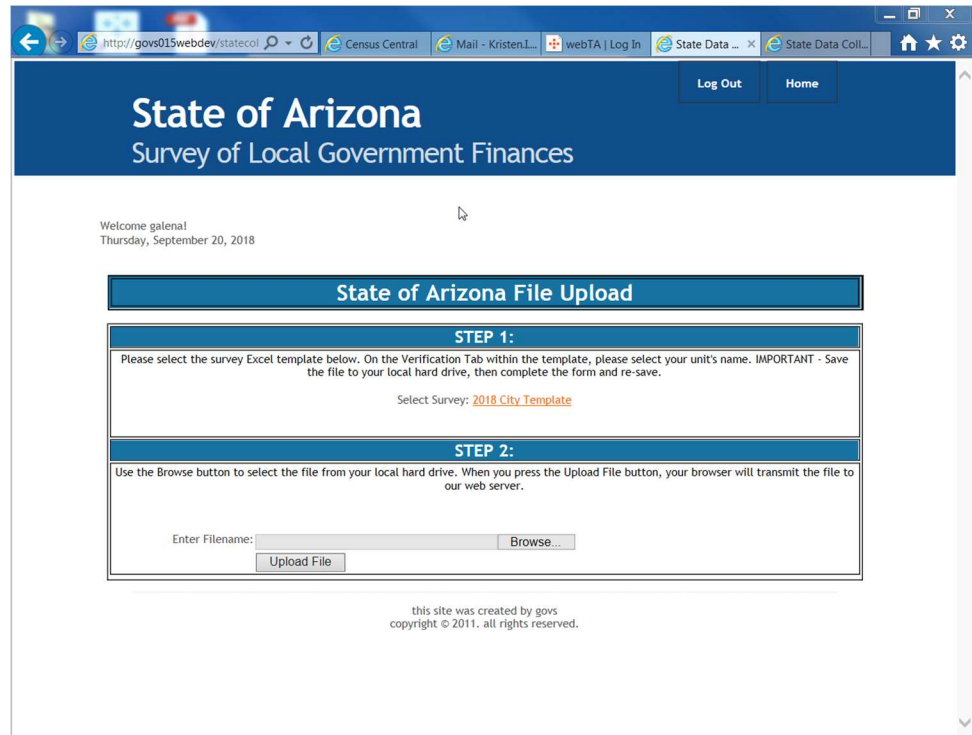 http://govs015webdev/statecol
Census Central
Mail - Kristen.I...
webTA | Log In
State Data ...
State Data Coll...
Log Out
Home
State of Arizona
Survey of Local Government Finances
Welcome galena!
Thursday, September 20, 2018
State of Arizona File Upload
STEP 1:
Please select the survey Excel template below. On the Verification Tab within the template, please select your unit's name. IMPORTANT - Save
the file to your local hard drive, then complete the form and re-save.
Select Survey: 2018 City Template
STEP 2:
Use the Browse button to select the file from your local hard drive. When you press the Upload File button, your browser will transmit the file to
our web server.
Enter Filename:
Browse...
Upload File
this site was created by govs
copyright © 2011. all rights reserved.